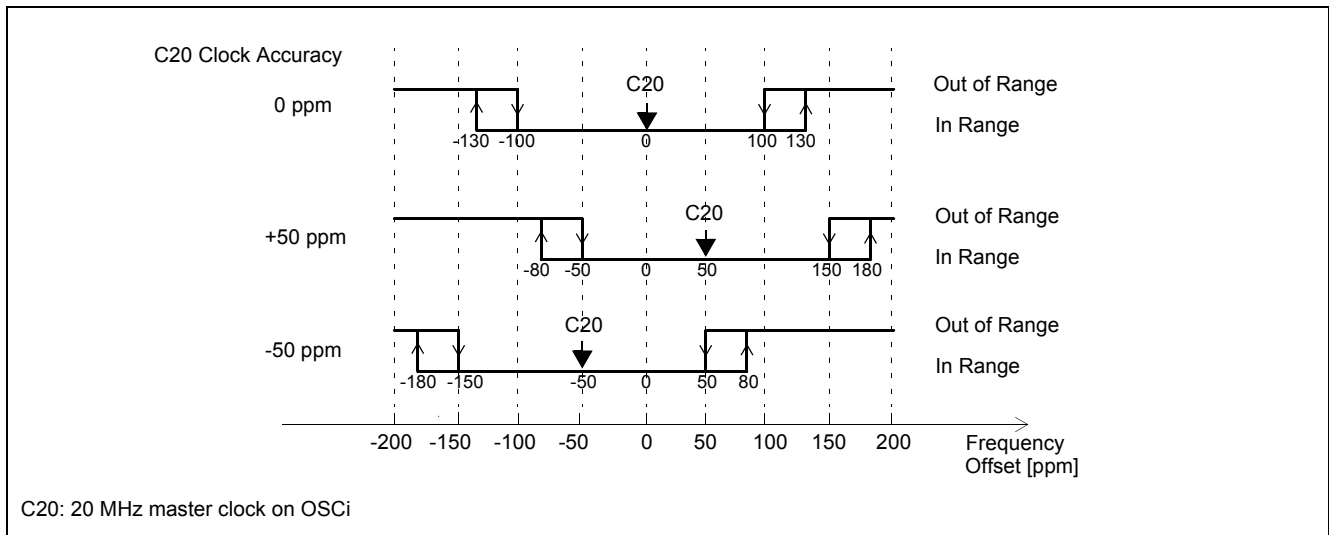 C20 Clock Accuracy
0 ppm
C20
Out of Range
In Range
-130 -100 0 100 130
+50 ppm
C20
Out of Range
In Range
-80 -50 0 50 150 180
-50 ppm
C20
Out of Range
In Range
-180 -150 -50 0 50 80
-200 -150 -100 -50 0 50 100 150 200
Frequency
Offset [ppm]
C20: 20 MHz master clock on OSCi